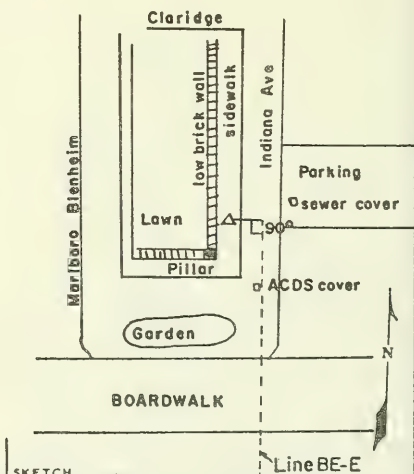 Claridge
Marlboro Blenheim
low brick wall
sidewalk
Indiana Ave
Parking
sewer cover
Lawn
90°
Pillar
ACDS cover
Garden
N
BOARDWALK
SKETCH
Line BE-E